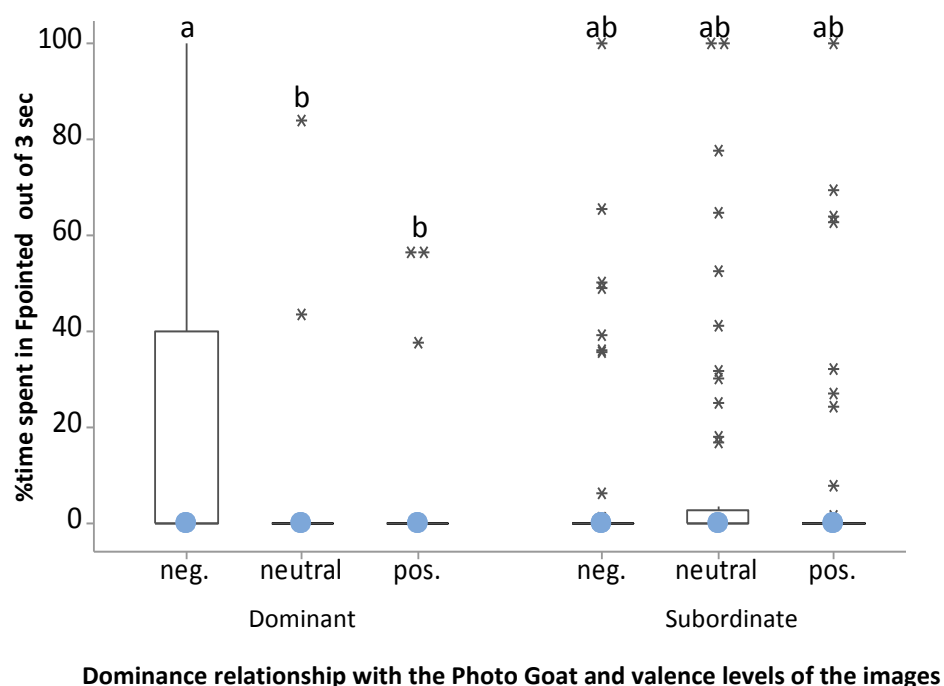 %time spent in Fpointed out of 3 sec
100
80
60
40
20
0
a
b
b
ab
ab
ab
neg.
neutral
pos.
neg.
neutral
pos.
Dominant
Subordinate
Dominance relationship with the Photo Goat and valence levels of the images